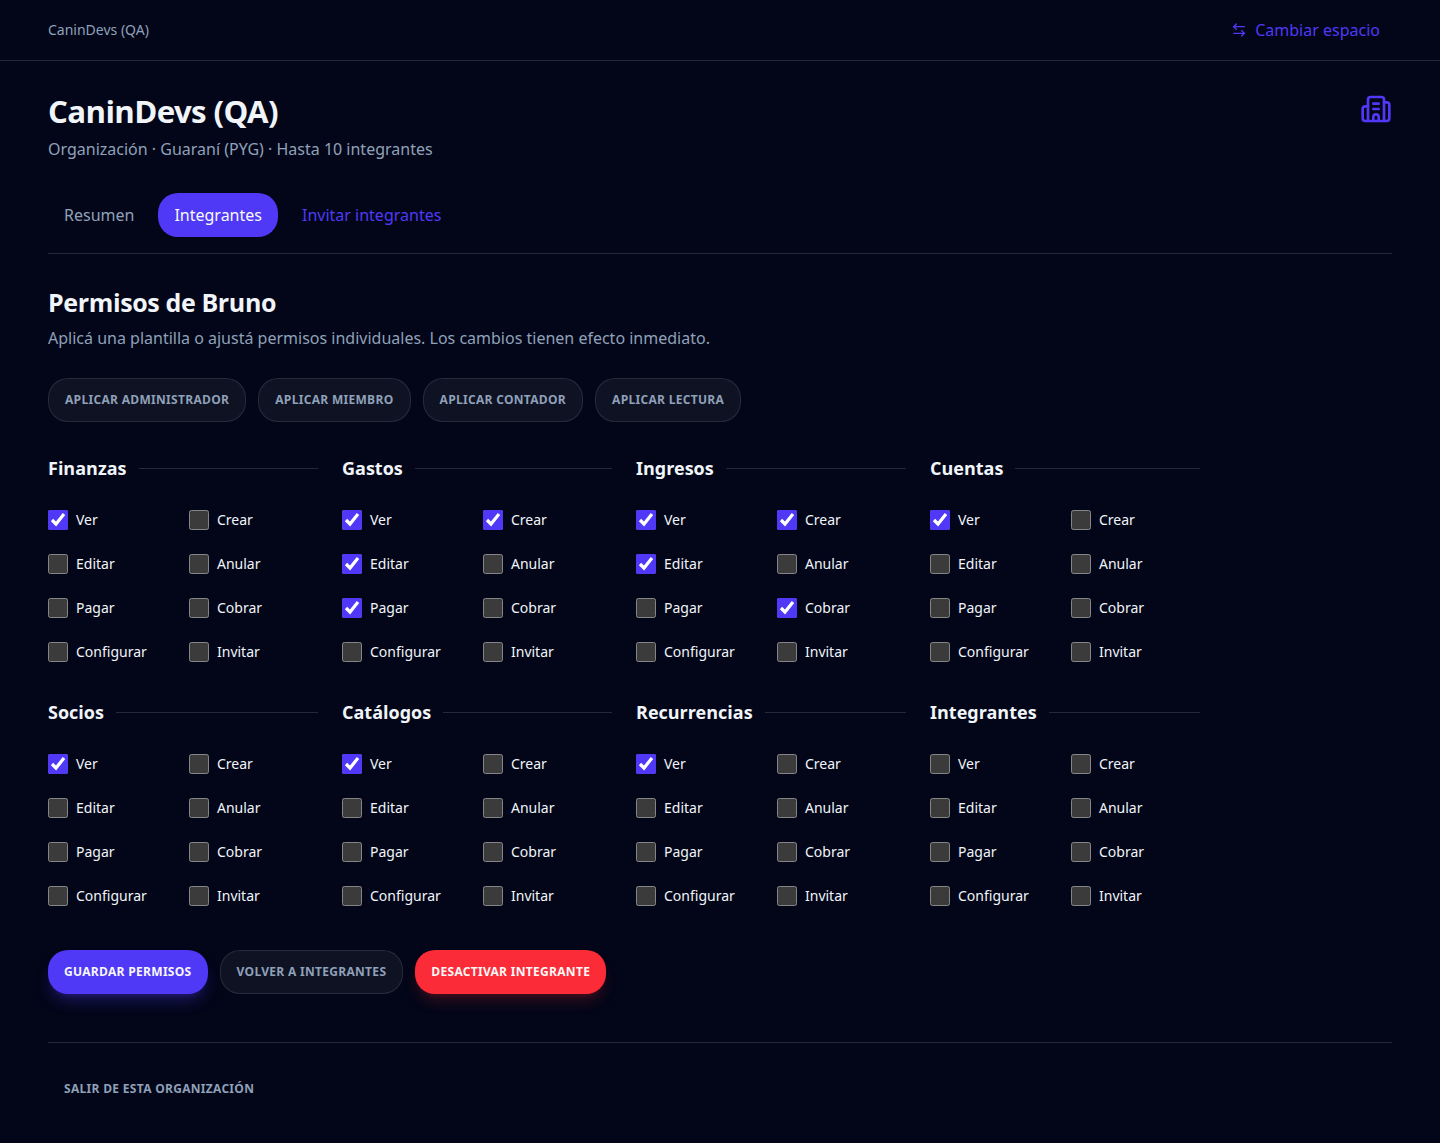 CaninDevs (QA)
Cambiar espacio
CaninDevs (QA)
Organización · Guaraní (PYG) · Hasta 10 integrantes
Resumen
Integrantes
Invitar integrantes
Permisos de Bruno
Aplicá una plantilla o ajustá permisos individuales. Los cambios tienen efecto inmediato.
APLICAR ADMINISTRADOR
APLICAR MIEMBRO
APLICAR CONTADOR
APLICAR LECTURA
Finanzas
Ver
Crear
Editar
Anular
Pagar
Cobrar
Configurar
Invitar
Gastos
Ver
Crear
Editar
Anular
Pagar
Cobrar
Configurar
Invitar
Ingresos
Ver
Crear
Editar
Anular
Pagar
Cobrar
Configurar
Invitar
Cuentas
Ver
Crear
Editar
Anular
Pagar
Cobrar
Configurar
Invitar
Socios
Ver
Crear
Editar
Anular
Pagar
Cobrar
Configurar
Invitar
Catálogos
Ver
Crear
Editar
Anular
Pagar
Cobrar
Configurar
Invitar
Recurrencias
Ver
Crear
Editar
Anular
Pagar
Cobrar
Configurar
Invitar
Integrantes
Ver
Crear
Editar
Anular
Pagar
Cobrar
Configurar
Invitar
GUARDAR PERMISOS
VOLVER A INTEGRANTES
DESACTIVAR INTEGRANTE
SALIR DE ESTA ORGANIZACIÓN